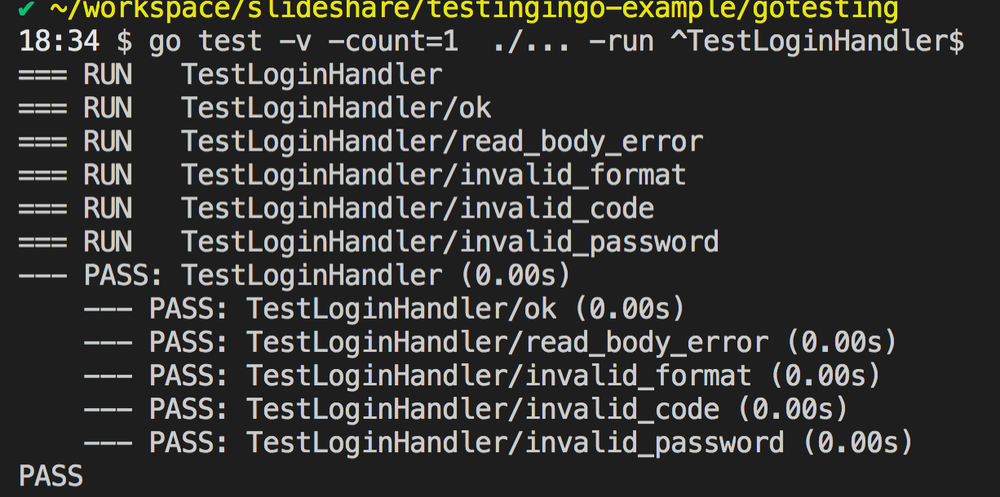 ✔ ~/workspace/slideshare/testingingo-example/gotesting
18:34 $ go test -v -count=1  ./... -run ^TestLoginHandler$
=== RUN   TestLoginHandler
=== RUN   TestLoginHandler/ok
=== RUN   TestLoginHandler/read_body_error
=== RUN   TestLoginHandler/invalid_format
=== RUN   TestLoginHandler/invalid_code
=== RUN   TestLoginHandler/invalid_password
--- PASS: TestLoginHandler (0.00s)
    --- PASS: TestLoginHandler/ok (0.00s)
    --- PASS: TestLoginHandler/read_body_error (0.00s)
    --- PASS: TestLoginHandler/invalid_format (0.00s)
    --- PASS: TestLoginHandler/invalid_code (0.00s)
    --- PASS: TestLoginHandler/invalid_password (0.00s)
PASS